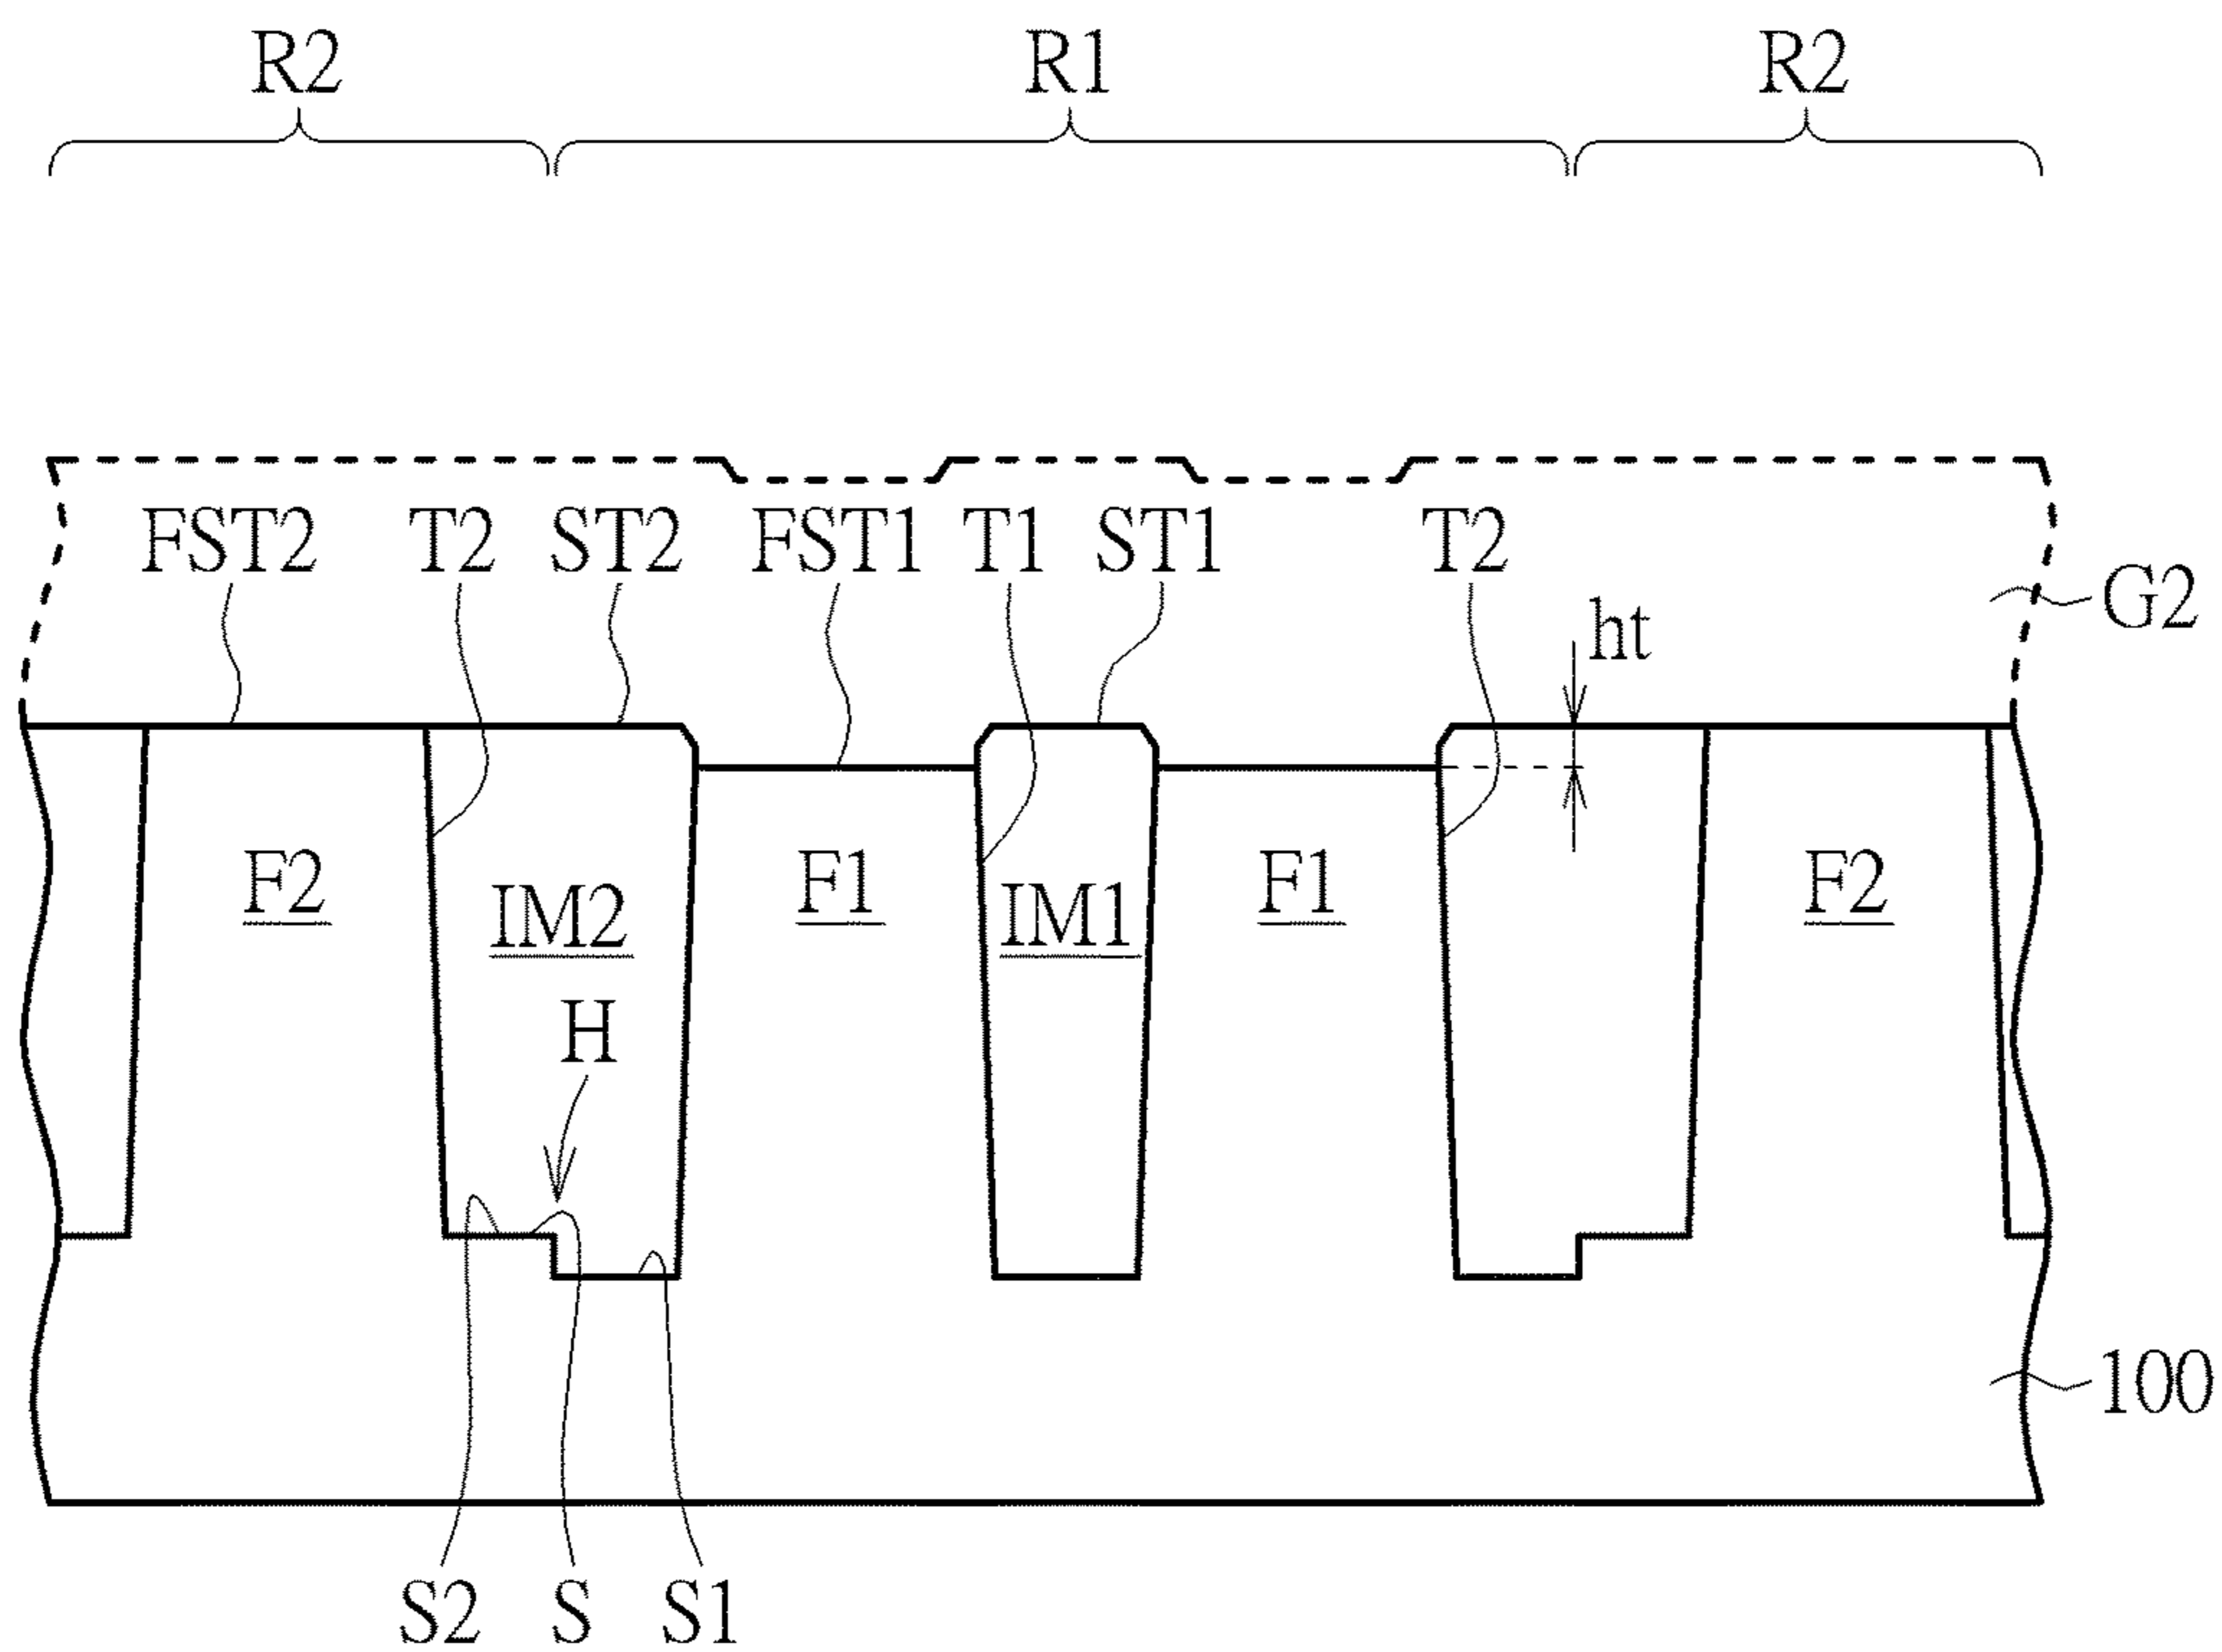 R2 R1 R2
FST2 T2 ST2 FST1 T1 ST1 T2
G2
ht
F2 F1 F1 F2
IM2 IM1
H
100
S2 S S1